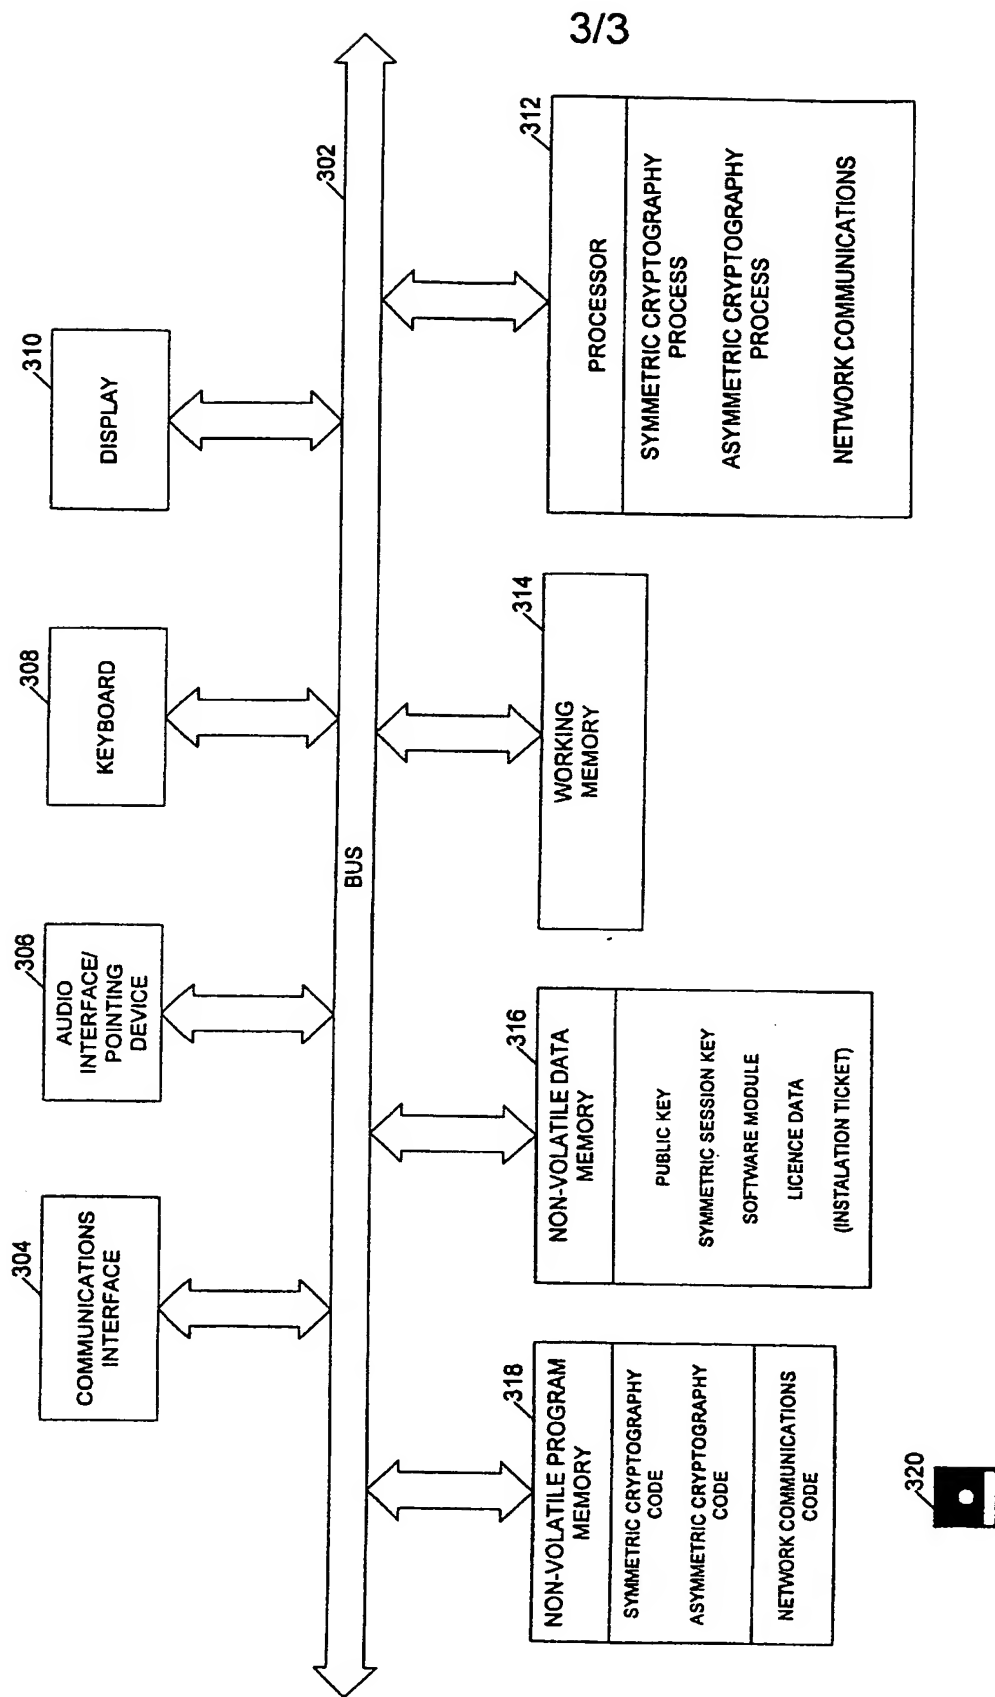 3/3
304
COMMUNICATIONS
INTERFACE
306
AUDIO
INTERFACE/
POINTING
DEVICE
308
KEYBOARD
310
DISPLAY
302
BUS
318
NON-VOLATILE PROGRAM
MEMORY
SYMMETRIC CRYPTOGRAPHY
CODE
ASYMMETRIC CRYPTOGRAPHY
CODE
NETWORK COMMUNICATIONS
CODE
316
NON-VOLATILE DATA
MEMORY
PUBLIC KEY
SYMMETRIC SESSION KEY
SOFTWARE MODULE
LICENCE DATA
(INSTALATION TICKET)
314
WORKING
MEMORY
312
PROCESSOR
SYMMETRIC CRYPTOGRAPHY
PROCESS
ASYMMETRIC CRYPTOGRAPHY
PROCESS
NETWORK COMMUNICATIONS
320